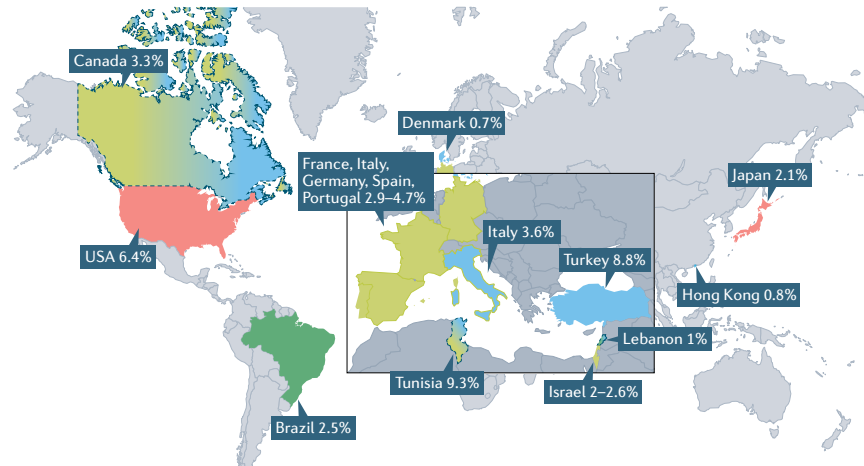 Canada 3.3%
Denmark 0.7%
France, Italy,
Germany, Spain,
Portugal 2.9–4.7%
Japan 2.1%
Italy 3.6%
USA 6.4%
Turkey 8.8%
Hong Kong 0.8%
Lebanon 1%
Tunisia 9.3%
Israel 2–2.6%
Brazil 2.5%